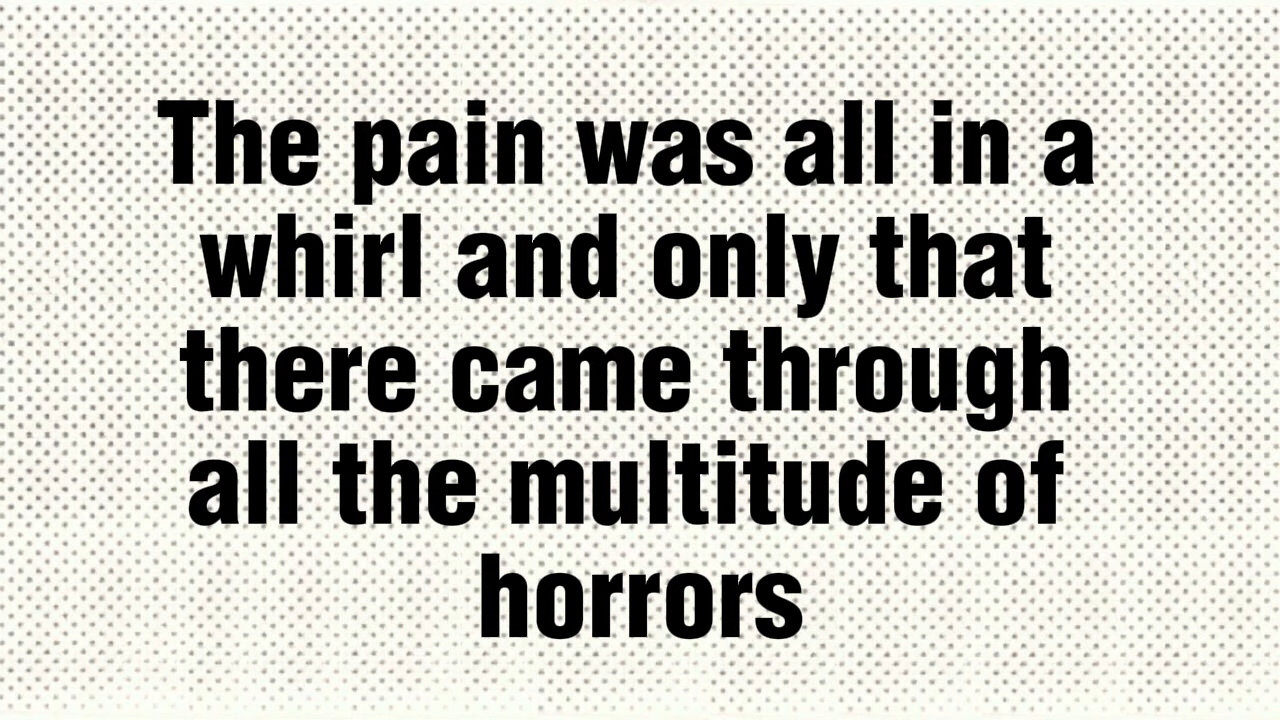 The pain was all in a
whirl and only that
there came through
all the multitude of
horrors